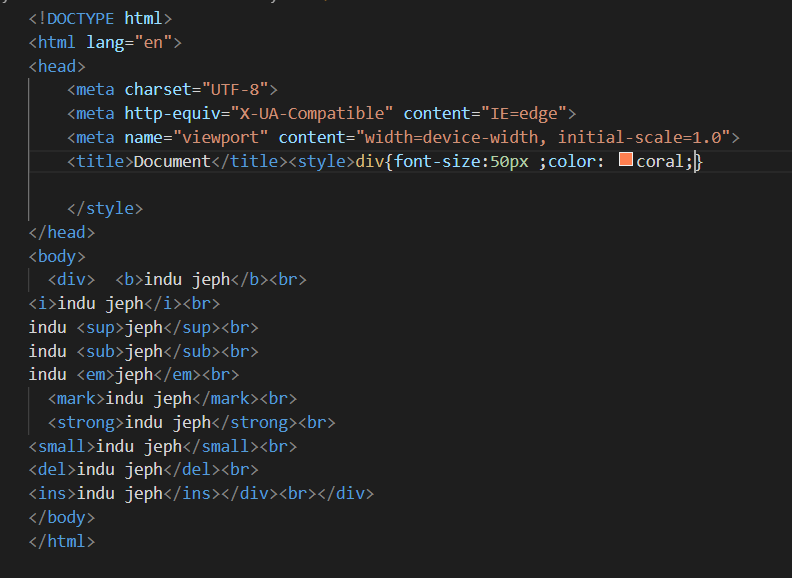 <!DOCTYPE html>
<html lang="en">
<head>
    <meta charset="UTF-8">
    <meta http-equiv="X-UA-Compatible" content="IE=edge">
    <meta name="viewport" content="width=device-width, initial-scale=1.0">
    <title>Document</title><style>div{font-size:50px ;color: coral;}
    </style>
</head>
<body>
  <div>  <b>indu jeph</b><br>
<i>indu jeph</i><br>
indu <sup>jeph</sup><br>
indu <sub>jeph</sub><br>
indu <em>jeph</em><br>
  <mark>indu jeph</mark><br>
  <strong>indu jeph</strong><br>
<small>indu jeph</small><br>
<del>indu jeph</del><br>
<ins>indu jeph</ins></div><br></div>
</body>
</html>